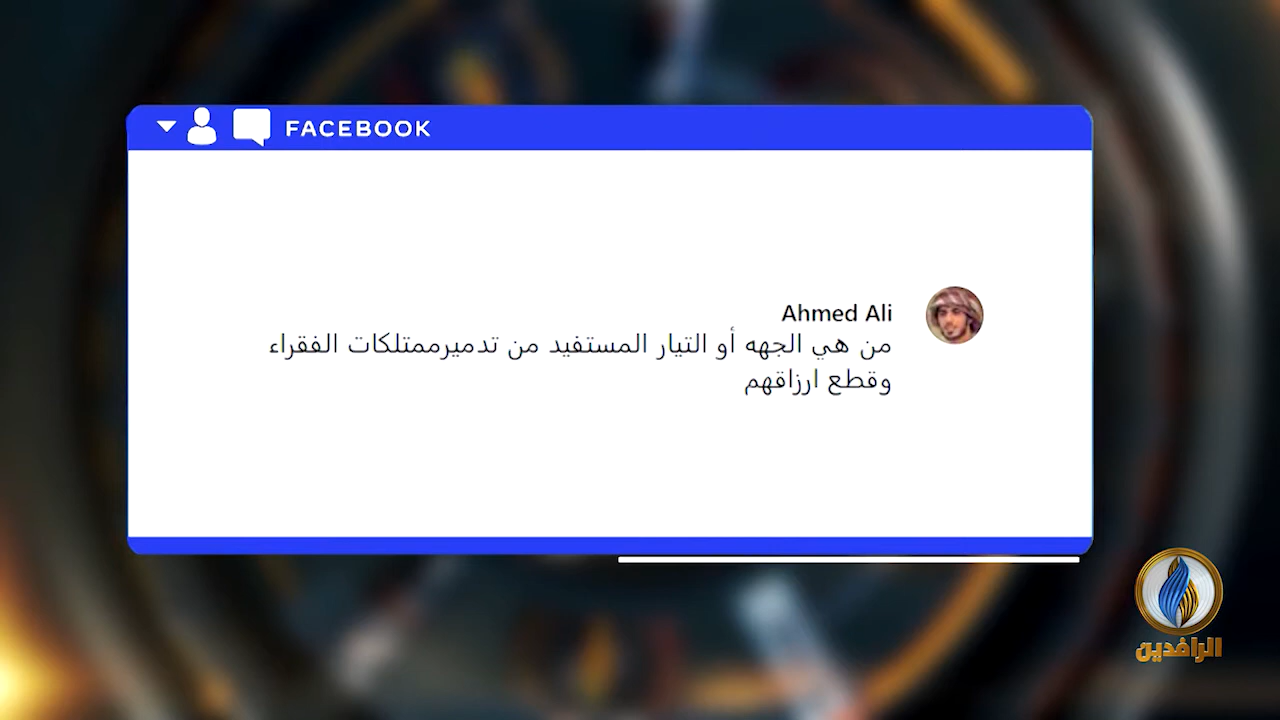 FACEBOOK
Ahmed Ali
من هي الجهه أو التيار المستفيد من تدميرممتلكات الفقراء
وقطع ارزاقهم
الرافدين